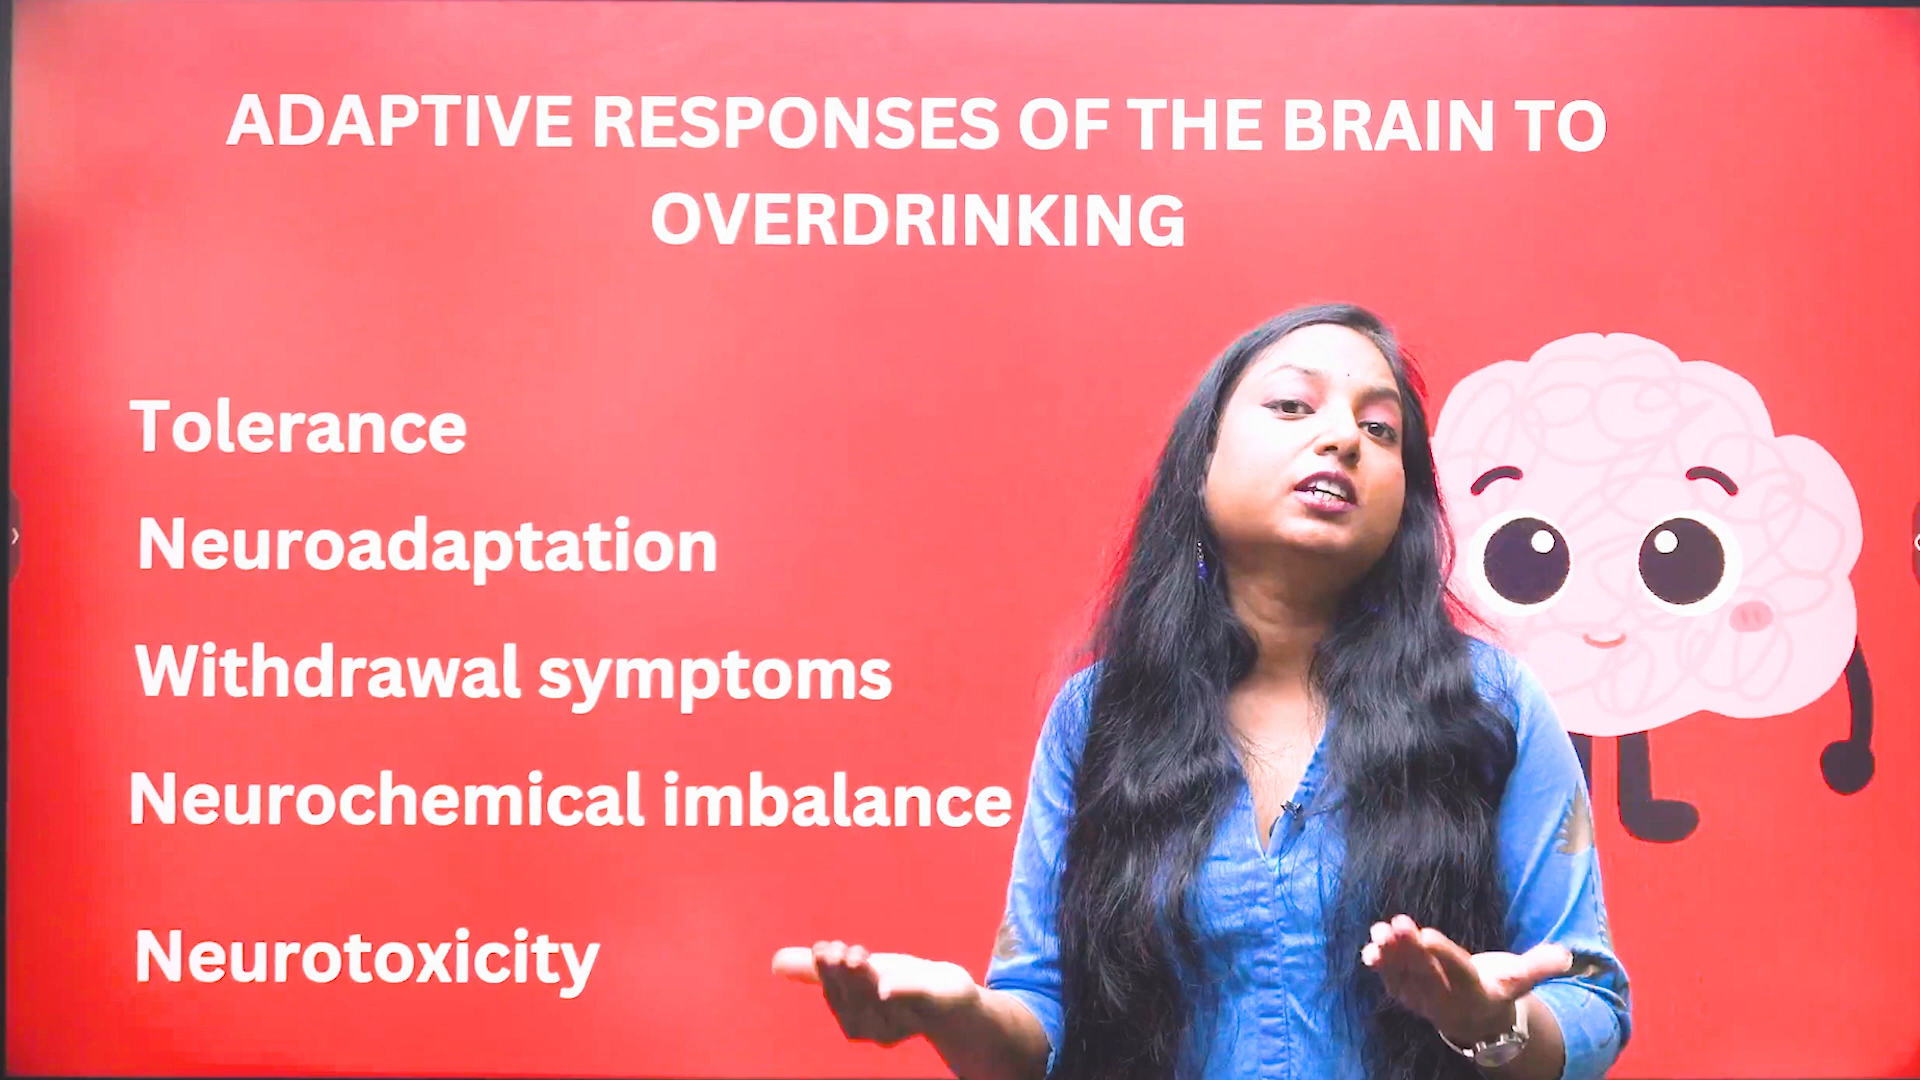 ADAPTIVE RESPONSES OF THE BRAIN TO
OVERDRINKING
Tolerance
Neuroadaptation
Withdrawal symptoms
Neurochemical imbalance
Neurotoxicity